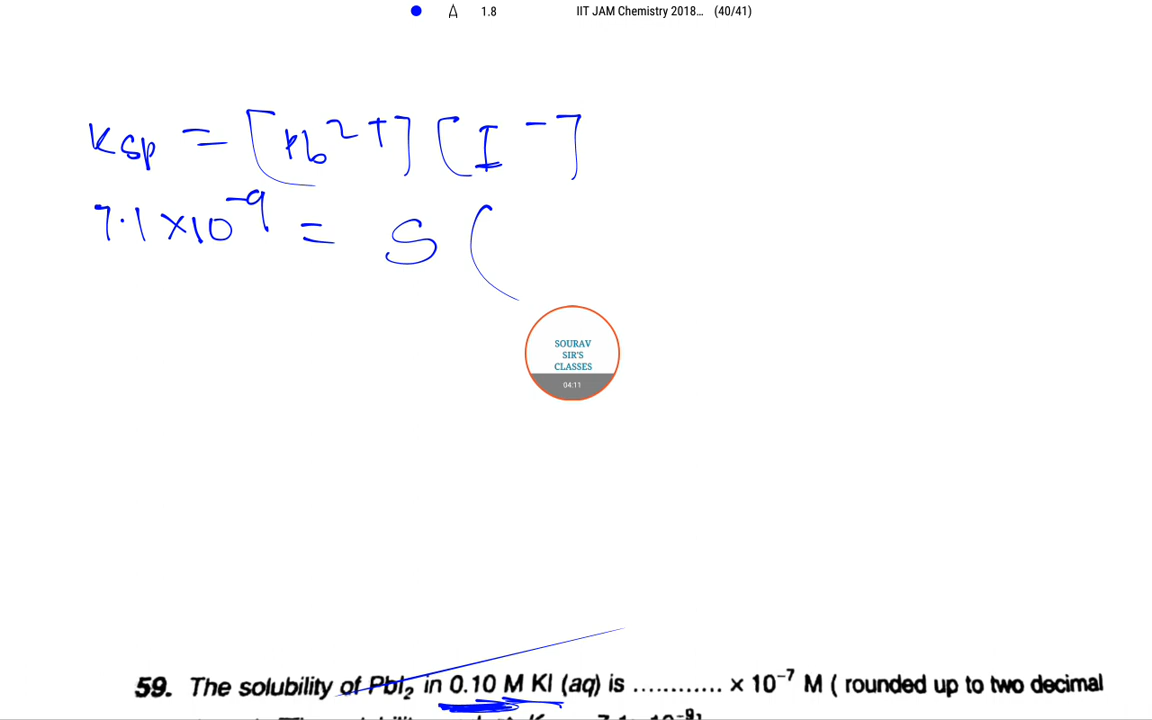 1.8 IIT JAM Chemistry 2018... (40/41)
Ksp = [Pb2+] [I-]
7.1 × 10-9 = S (
SOURAV
SIR'S
CLASSES
04:11
59. The solubility of PbI2 in 0.10 M KI (aq) is ............ × 10-7 M ( rounded up to two decimal